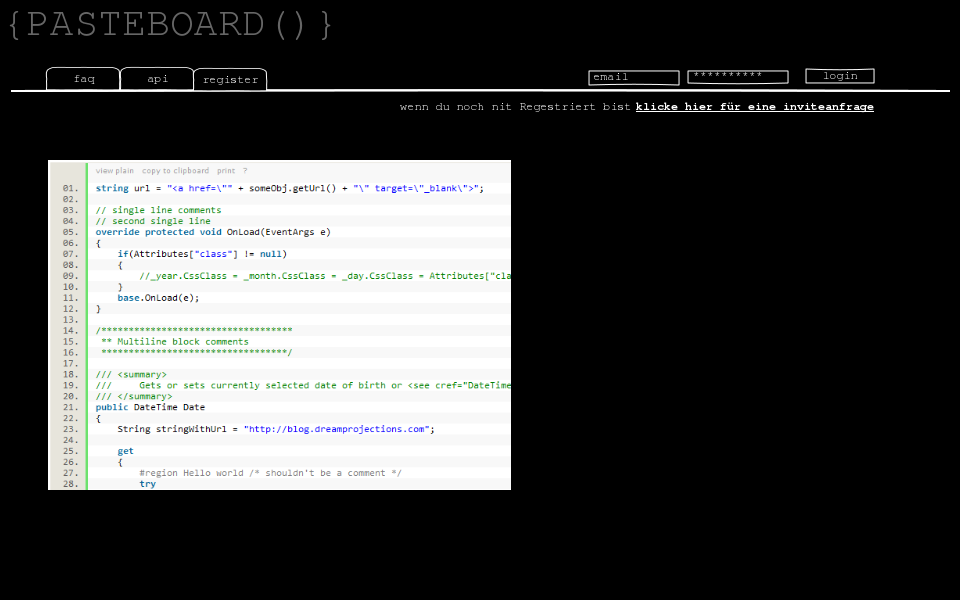 {PASTEBOARD()}
faq api register email ********** login
wenn du noch nit Regestriert bist klicke hier für eine inviteanfrage
view plain copy to clipboard print ?
01. string url = "<a href=\"" + someObj.getUrl() + "\" target=\"_blank\">";
02.
03. // single line comments
04. // second single line
05. override protected void OnLoad(EventArgs e)
06. {
07. if(Attributes["class"] != null)
08. {
09. //_year.CssClass = _month.CssClass = _day.CssClass = Attributes["cla
10. }
11. base.OnLoad(e);
12. }
13.
14. /***********************************
15. ** Multiline block comments
16. **********************************/
17.
18. /// <summary>
19. /// Gets or sets currently selected date of birth or <see cref="DateTime
20. /// </summary>
21. public DateTime Date
22. {
23. String stringWithUrl = "http://blog.dreamprojections.com";
24.
25. get
26. {
27. #region Hello world /* shouldn't be a comment */
28. try